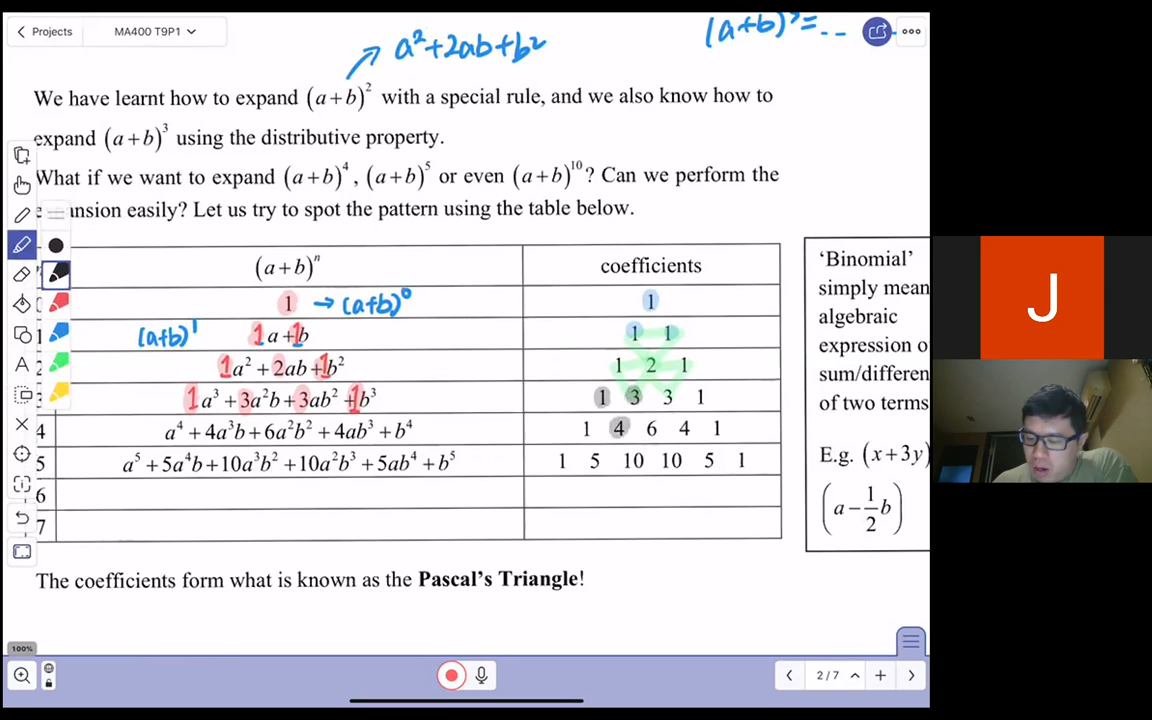 Projects
MA400 T9P1
a²+2ab+b²
(a+b)³=..
We have learnt how to expand (a+b)² with a special rule, and we also know how to
expand (a+b)³ using the distributive property.
What if we want to expand (a+b)⁴, (a+b)⁵ or even (a+b)¹⁰? Can we perform the
ansion easily? Let us try to spot the pattern using the table below.
(a+b)ⁿ coefficients
1 → (a+b)⁰ 1
(a+b)¹ 1a+1b 1 1
1a²+2ab+1b² 1 2 1
1a³+3a²b+3ab²+1b³ 1 3 3 1
4 a⁴+4a³b+6a²b²+4ab³+b⁴ 1 4 6 4 1
5 a⁵+5a⁴b+10a³b²+10a²b³+5ab⁴+b⁵ 1 5 10 10 5 1
6
7
The coefficients form what is known as the Pascal's Triangle!
'Binomial'
simply mean
algebraic
expression o
sum/differen
of two terms
E.g. (x+3y)
(a−1/2b)
J
100%
2/7